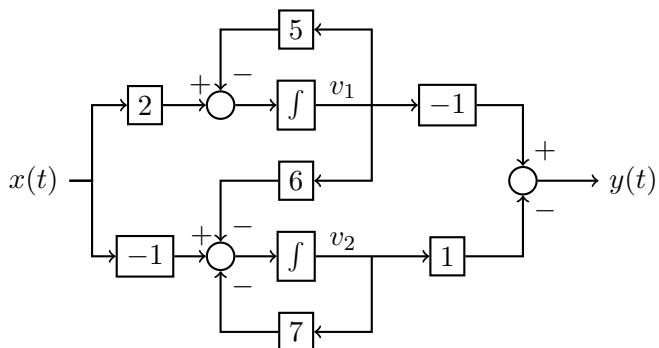 5
+ −
2 ∫ v₁ −1
+
x(t) 6 y(t)
−
+ −
−1 ∫ v₂ 1
−
7